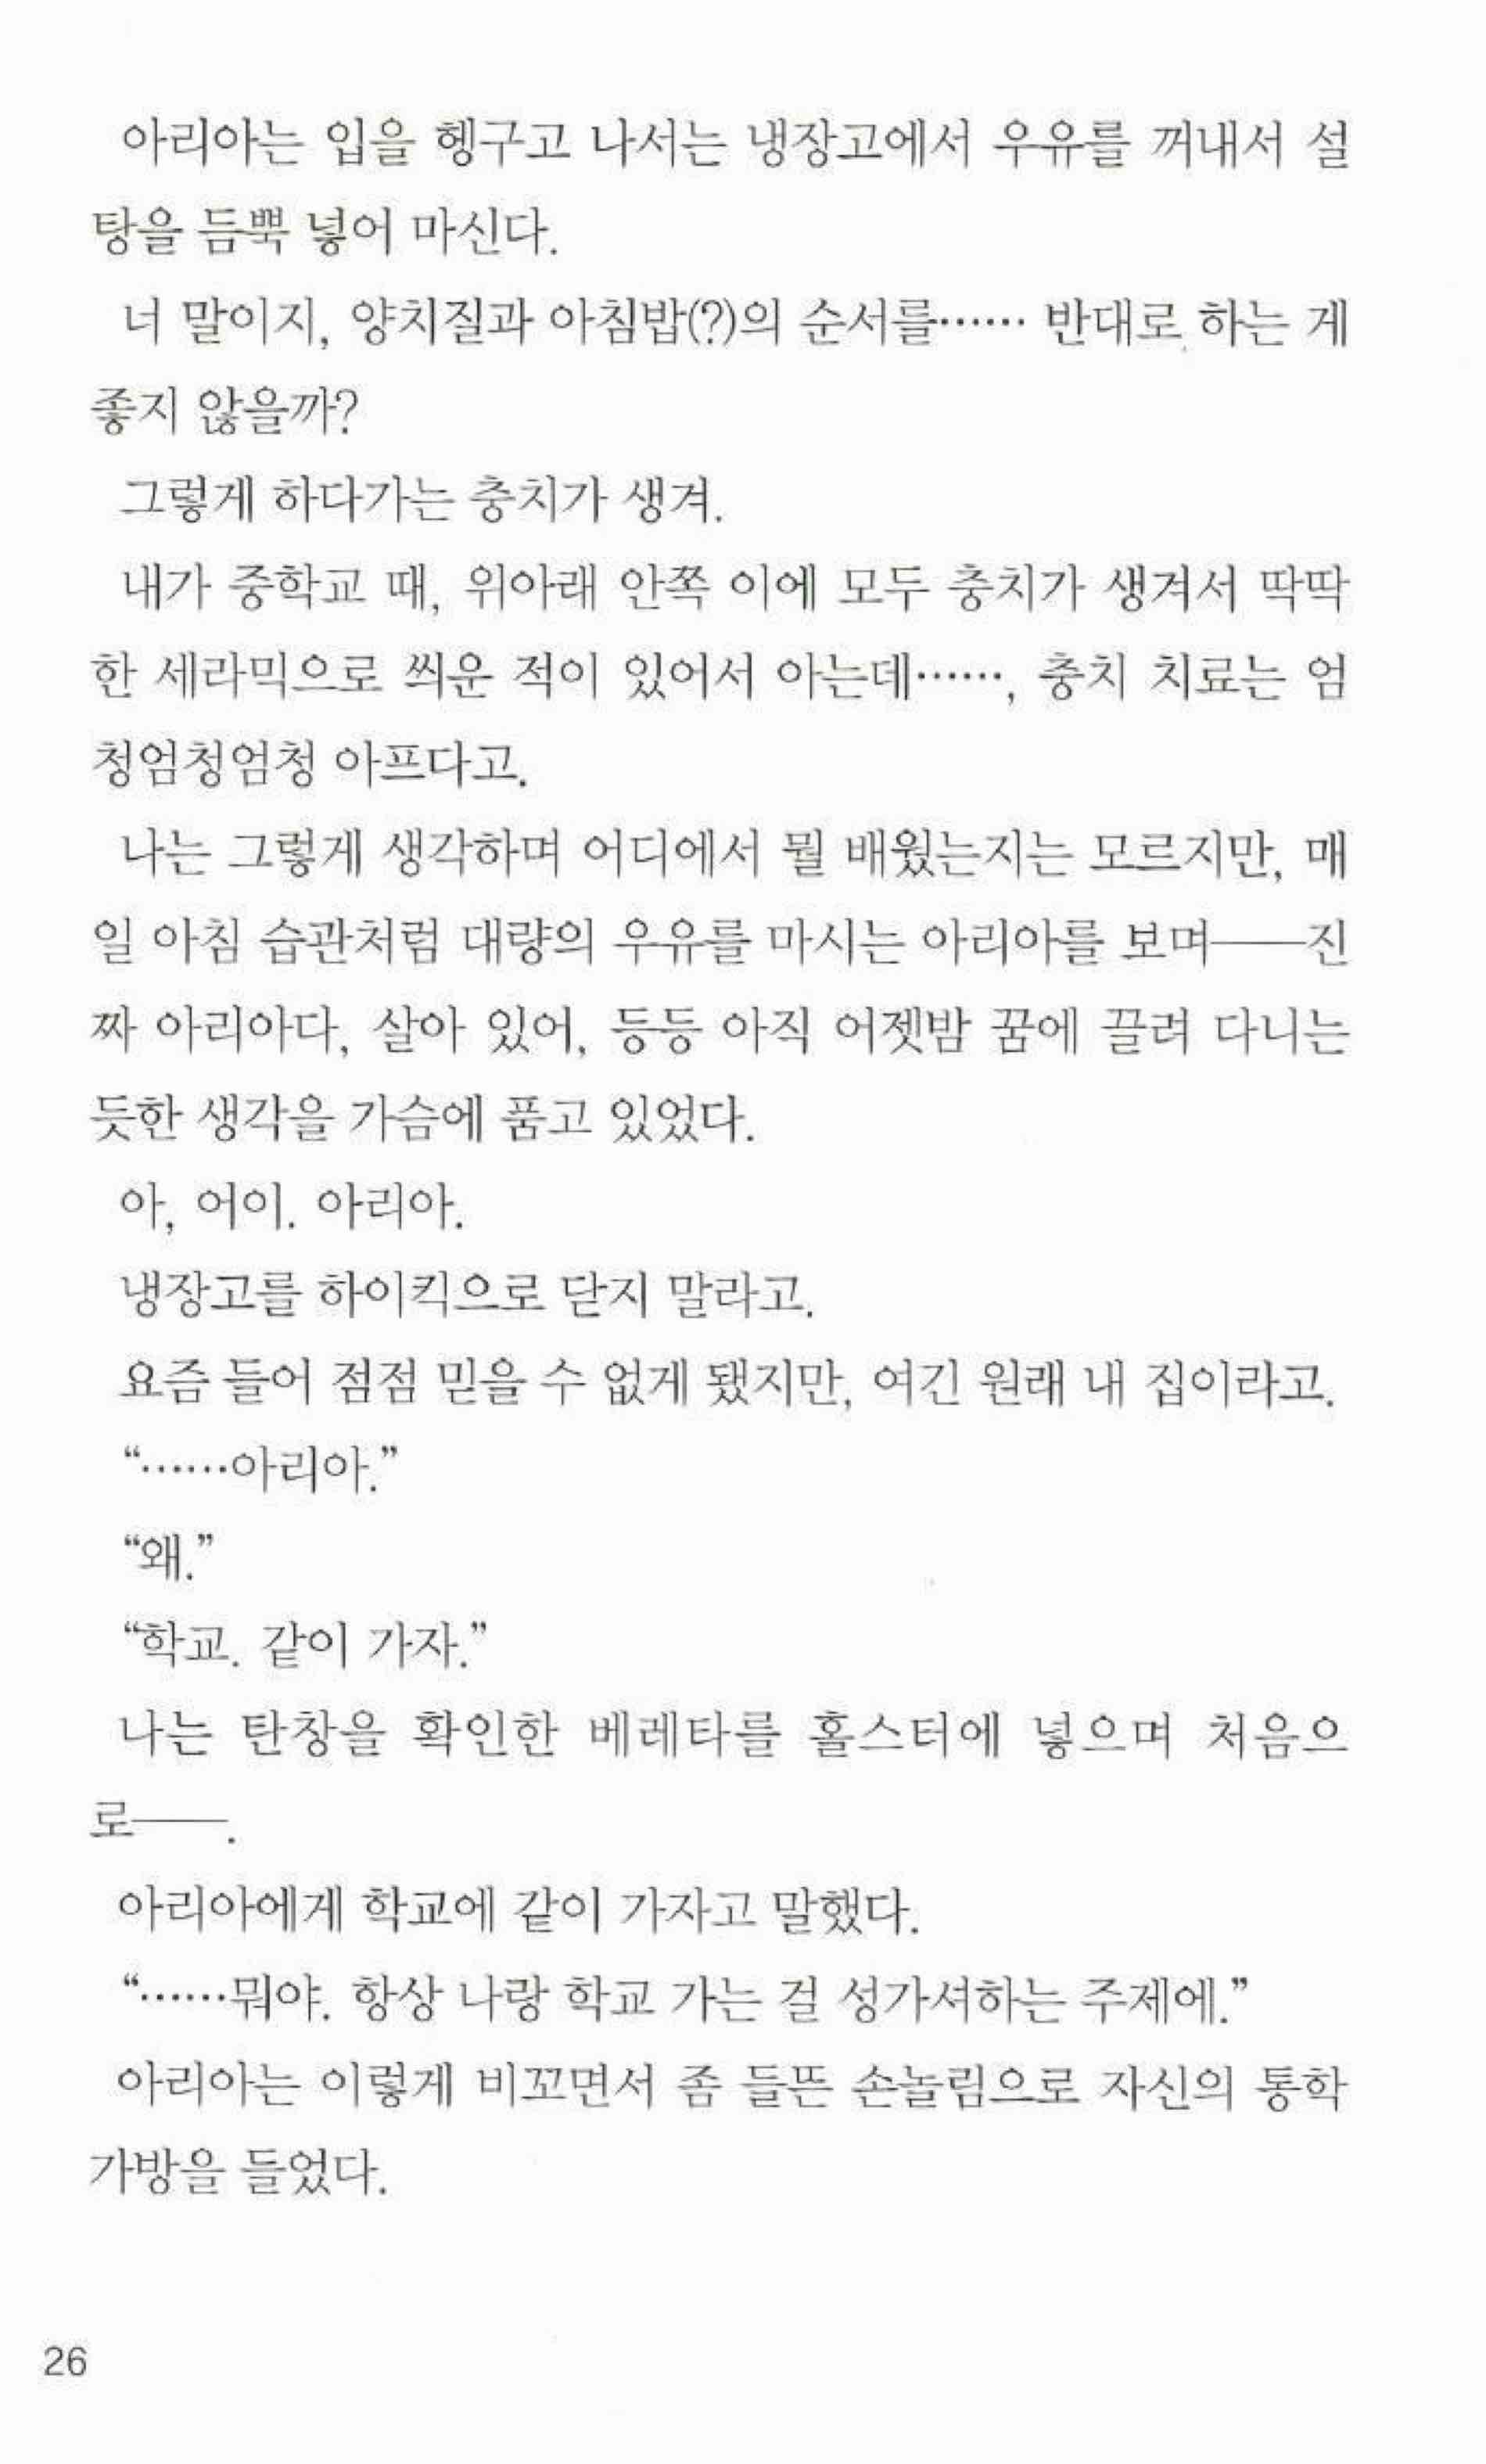 아리아는 입을 헹구고 나서는 냉장고에서 우유를 꺼내서 설
탕을 듬뿍 넣어 마신다.
너 말이지, 양치질과 아침밥(?)의 순서를…… 반대로 하는 게
좋지 않을까?
그렇게 하다가는 충치가 생겨.
내가 중학교 때, 위아래 안쪽 이에 모두 충치가 생겨서 딱딱
한 세라믹으로 씌운 적이 있어서 아는데……, 충치 치료는 엄
청엄청엄청 아프다고.
나는 그렇게 생각하며 어디에서 뭘 배웠는지는 모르지만, 매
일 아침 습관처럼 대량의 우유를 마시는 아리아를 보며──진
짜 아리아다, 살아 있어, 등등 아직 어젯밤 꿈에 끌려 다니는
듯한 생각을 가슴에 품고 있었다.
아, 어이. 아리아.
냉장고를 하이킥으로 닫지 말라고.
요즘 들어 점점 믿을 수 없게 됐지만, 여긴 원래 내 집이라고.
“……아리아.”
“왜.”
“학교. 같이 가자.”
나는 탄창을 확인한 베레타를 홀스터에 넣으며 처음으
로──.
아리아에게 학교에 같이 가자고 말했다.
“……뭐야. 항상 나랑 학교 가는 걸 성가셔하는 주제에.”
아리아는 이렇게 비꼬면서 좀 들뜬 손놀림으로 자신의 통학
가방을 들었다.
26